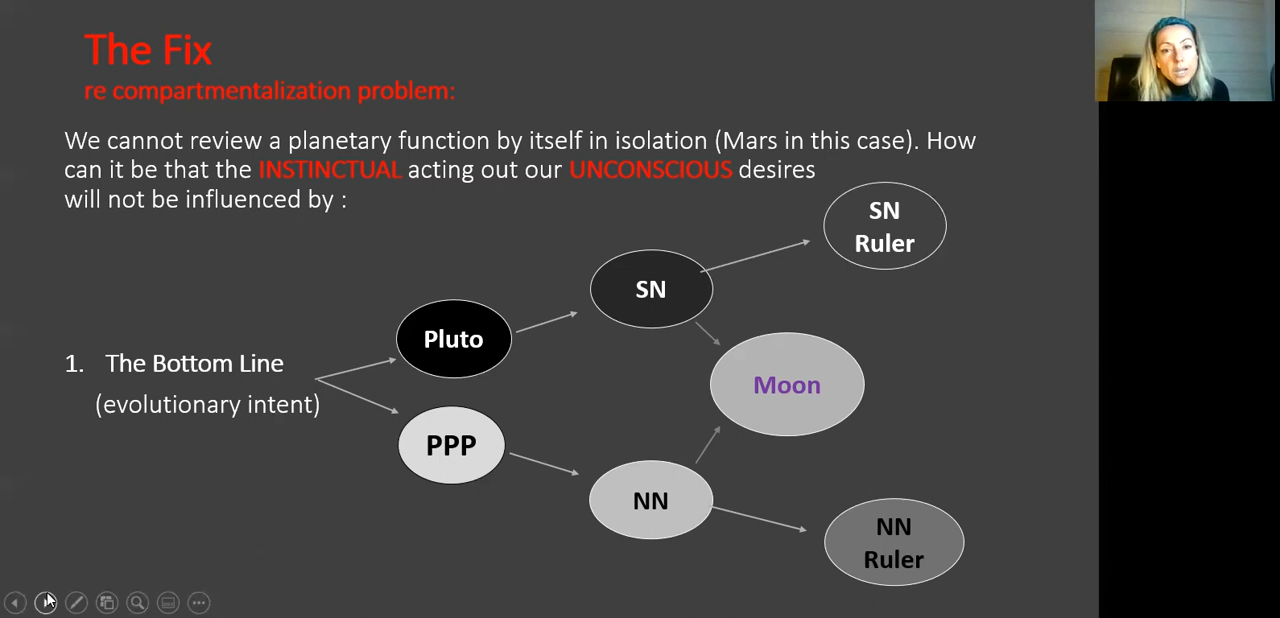 The Fix
re compartmentalization problem:
We cannot review a planetary function by itself in isolation (Mars in this case). How
can it be that the INSTINCTUAL acting out our UNCONSCIOUS desires
will not be influenced by :
SN
Ruler
SN
Pluto
1. The Bottom Line
(evolutionary intent)
Moon
PPP
NN
NN
Ruler